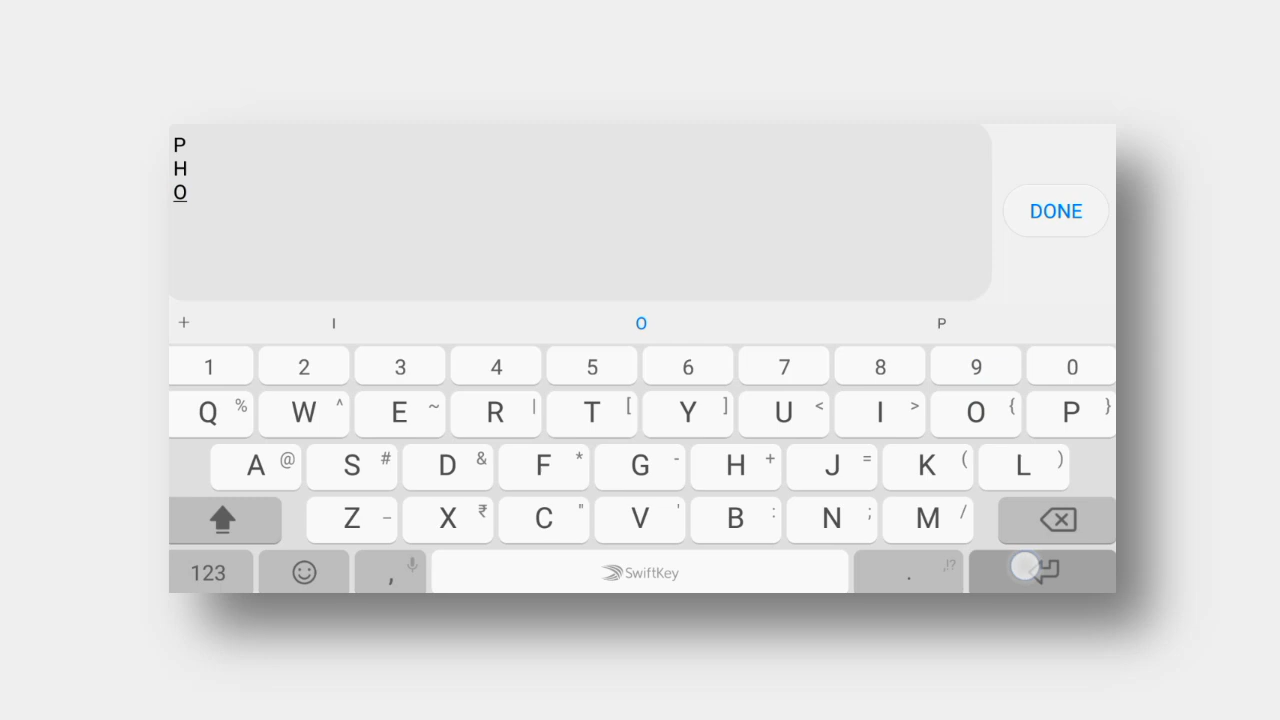 P
H
O
DONE
+ I O P
1 2 3 4 5 6 7 8 9 0
Q % W ^ E ~ R | T [ Y ] U < I > O { P }
A @ S # D & F * G - H + J = K ( L )
Z _ X ₹ C " V ' B : N ; M /
123 , SwiftKey . ,!?